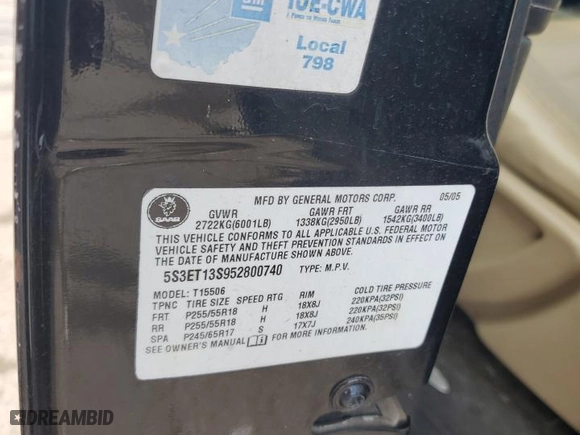 GM IUE-CWA
Local
798
SAAB
MFD BY GENERAL MOTORS CORP. 05/05
GVWR GAWR FRT GAWR RR
2722KG(6001LB) 1338KG(2950LB) 1542KG(3400LB)
THIS VEHICLE CONFORMS TO ALL APPLICABLE U.S. FEDERAL MOTOR
VEHICLE SAFETY AND THEFT PREVENTION STANDARDS IN EFFECT ON
THE DATE OF MANUFACTURE SHOWN ABOVE.
5S3ET13S952800740 TYPE: M.P.V.
MODEL: T15506
TPNC TIRE SIZE SPEED RTG RIM COLD TIRE PRESSURE
FRT P255/55R18 H 18X8J 220KPA(32PSI)
RR P255/55R18 H 18X8J 220KPA(32PSI)
SPA P245/65R17 S 17X7J 240KPA(35PSI)
SEE OWNER'S MANUAL FOR MORE INFORMATION.
DREAMBID